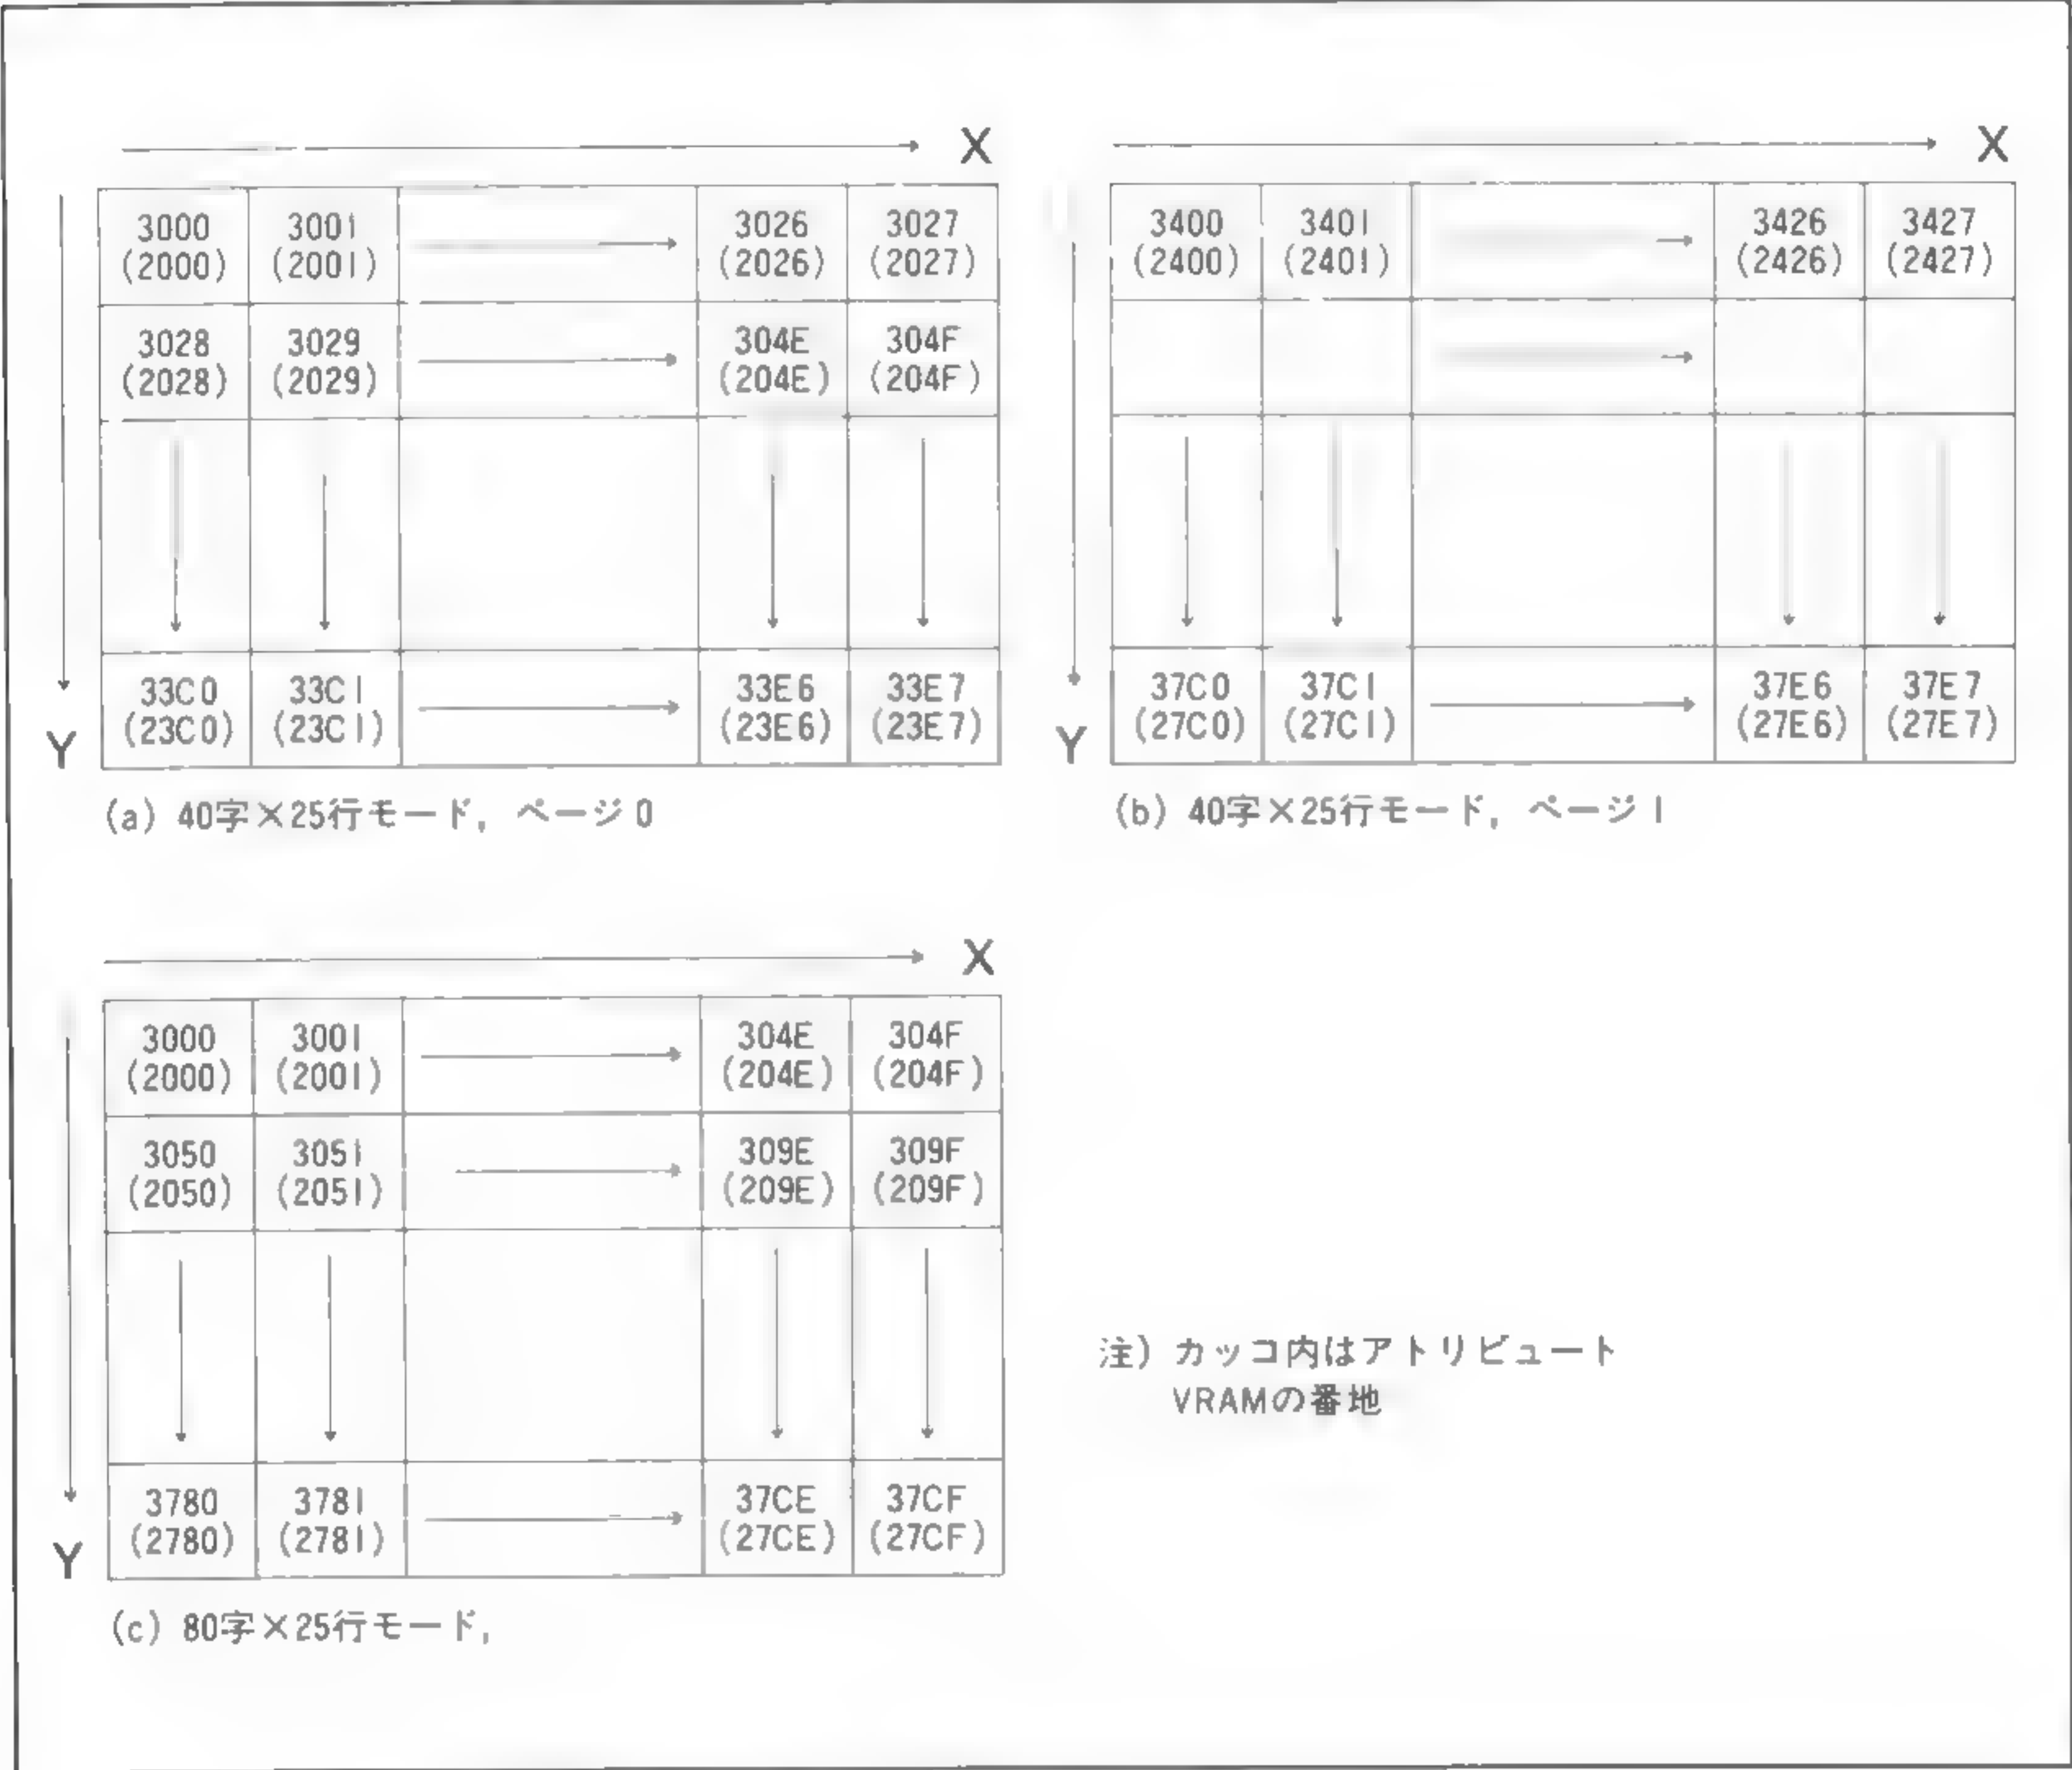 X
3000 3001 3026 3027
(2000) (2001) (2026) (2027)
3028 3029 304E 304F
(2028) (2029) (204E) (204F)
33C0 33C1 33E6 33E7
(23C0) (23C1) (23E6) (23E7)
Y
(a) 40字×25行モード, ページ0
X
3400 3401 3426 3427
(2400) (2401) (2426) (2427)
37C0 37C1 37E6 37E7
(27C0) (27C1) (27E6) (27E7)
Y
(b) 40字×25行モード, ページ1
X
3000 3001 304E 304F
(2000) (2001) (204E) (204F)
3050 3051 309E 309F
(2050) (2051) (209E) (209F)
3780 3781 37CE 37CF
(2780) (2781) (27CE) (27CF)
Y
(c) 80字×25行モード,
注) カッコ内はアトリビュート
VRAMの番地